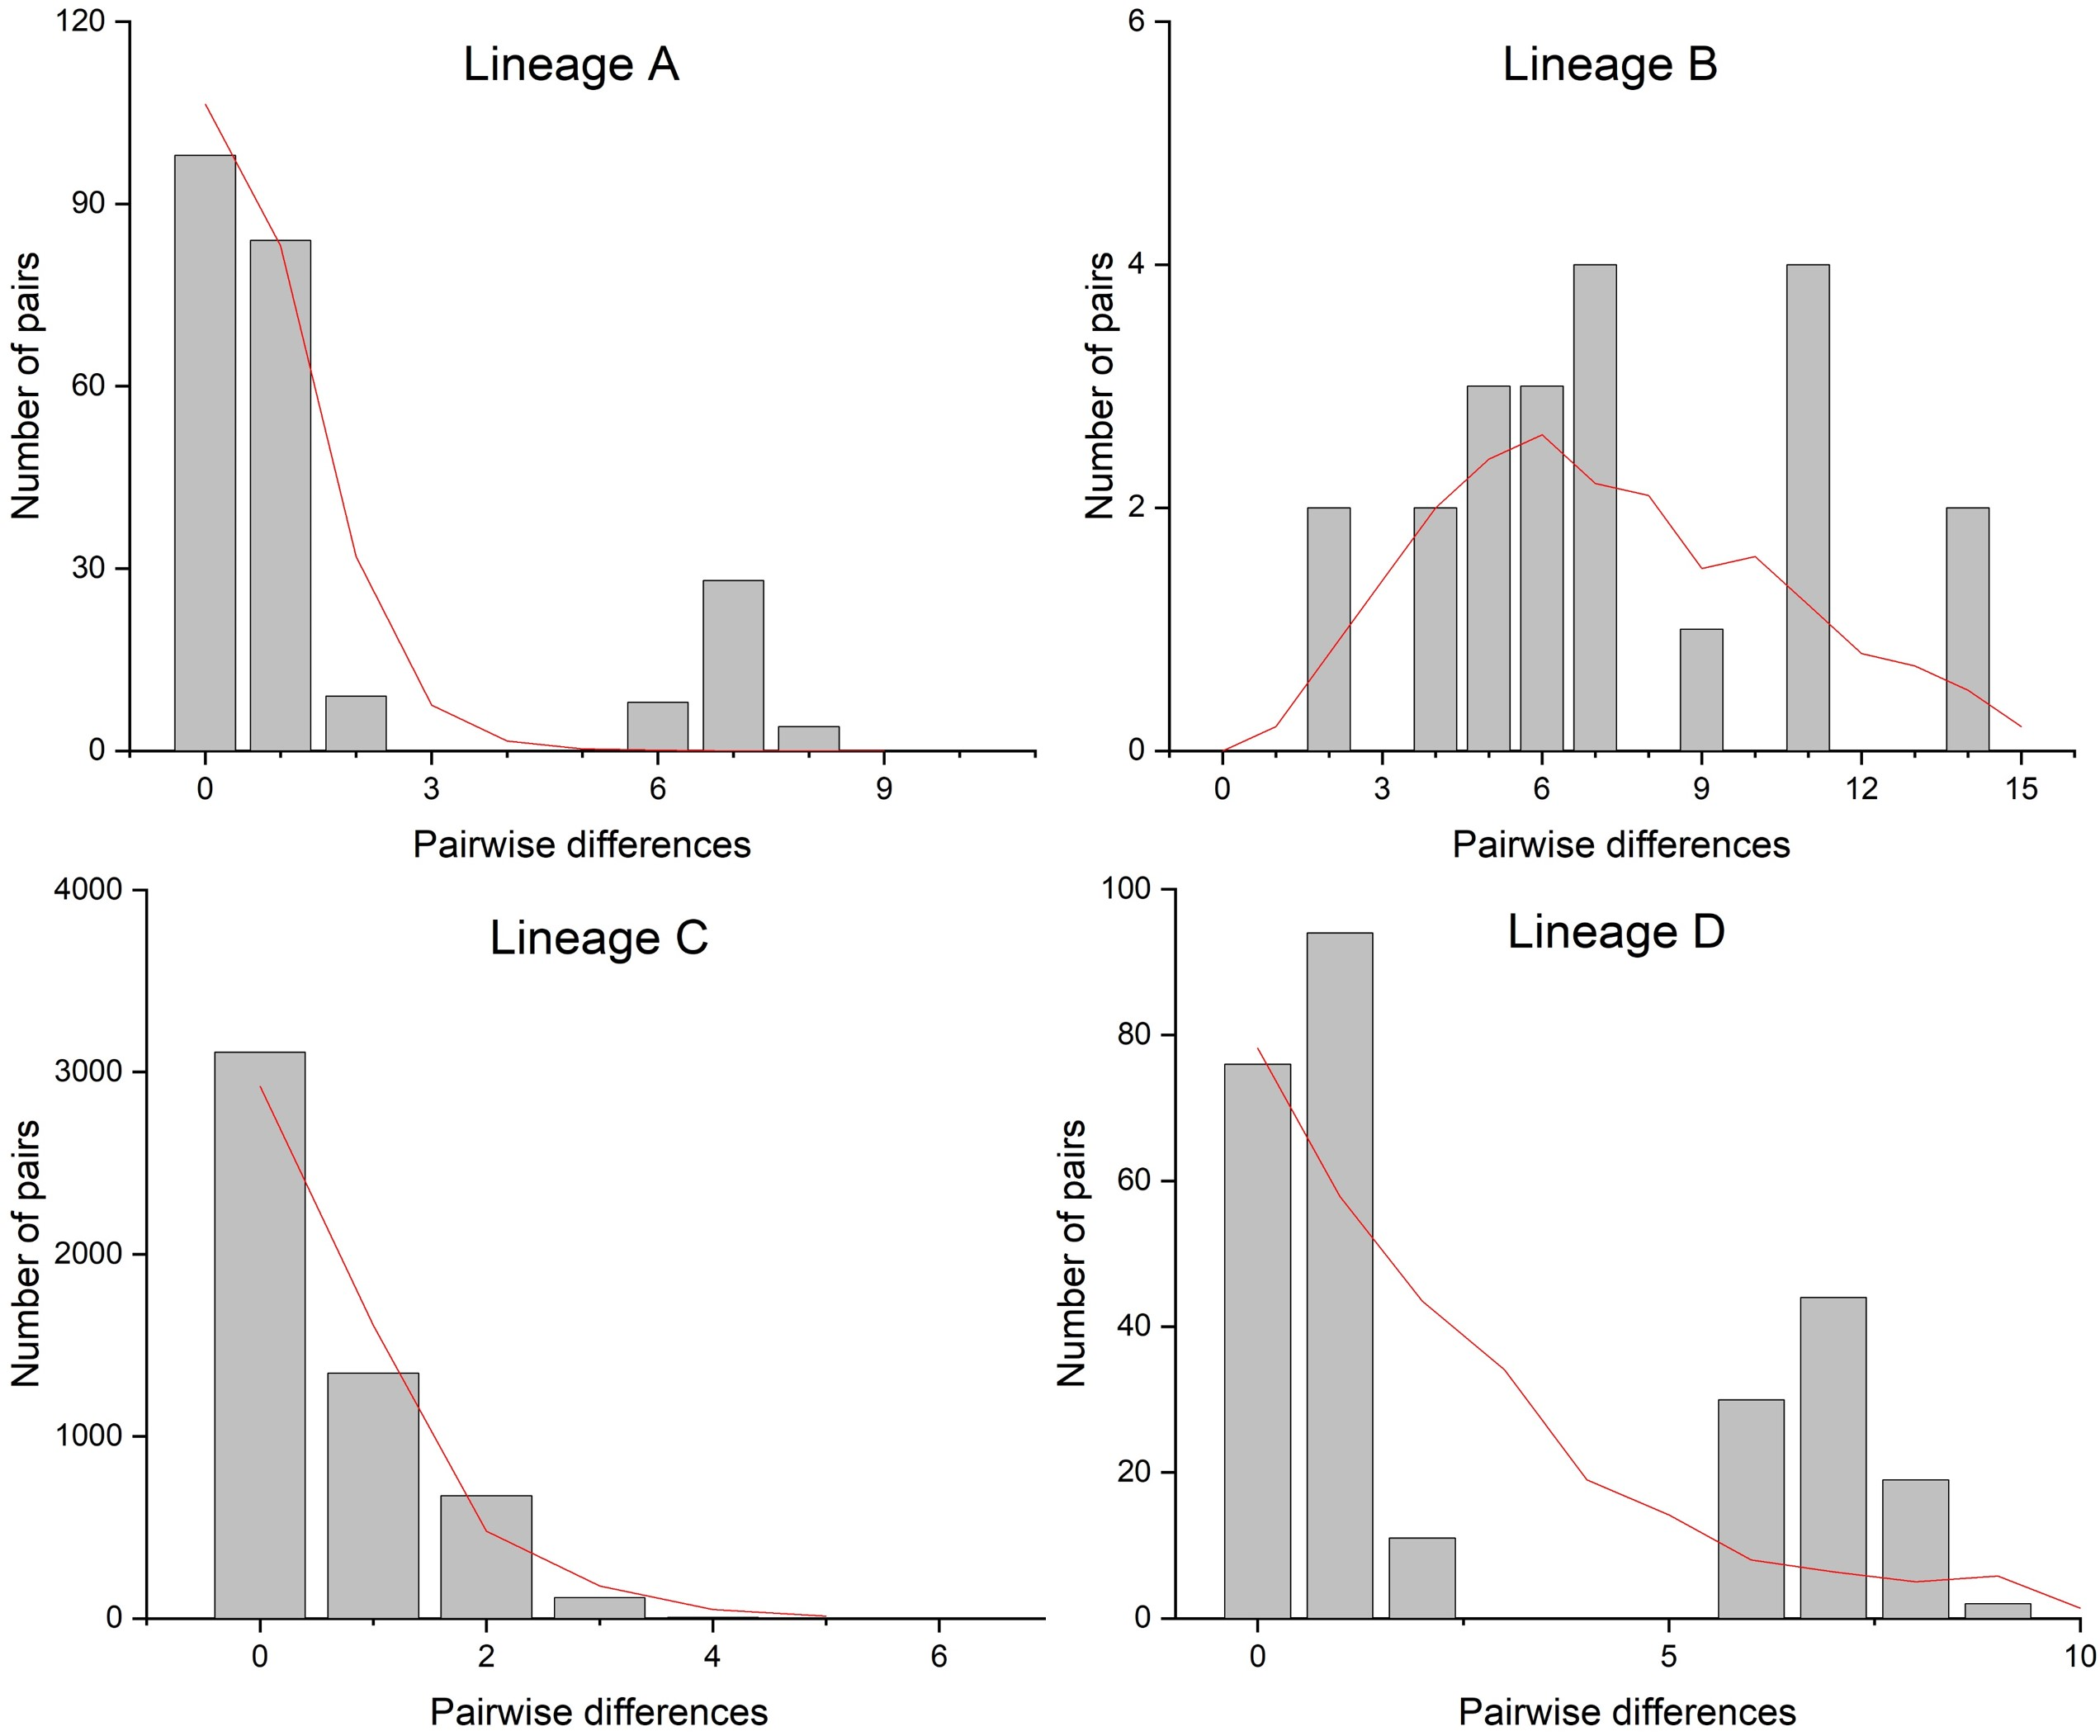 Lineage A
Number of pairs
120
90
60
30
0
0 3 6 9
Pairwise differences
Lineage B
Number of pairs
6
4
2
0
0 3 6 9 12 15
Pairwise differences
Lineage C
Number of pairs
4000
3000
2000
1000
0
0 2 4 6
Pairwise differences
Lineage D
Number of pairs
100
80
60
40
20
0
0 5 10
Pairwise differences